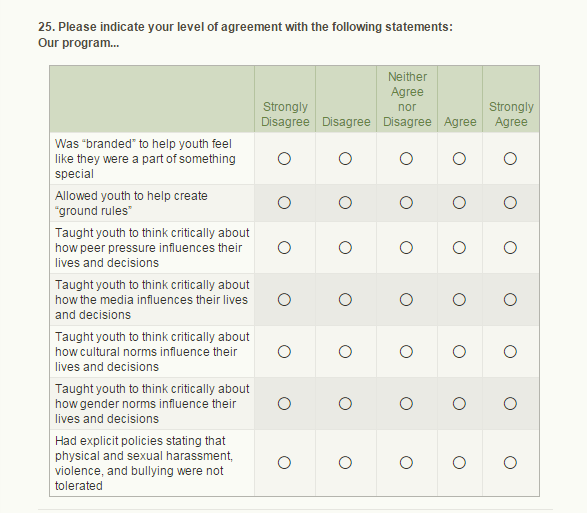 25. Please indicate your level of agreement with the following statements:
Our program...
Strongly Disagree
Disagree
Neither Agree nor Disagree
Agree
Strongly Agree
Was “branded” to help youth feel
like they were a part of something
special
Allowed youth to help create
“ground rules”
Taught youth to think critically about
how peer pressure influences their
lives and decisions
Taught youth to think critically about
how the media influences their lives
and decisions
Taught youth to think critically about
how cultural norms influence their
lives and decisions
Taught youth to think critically about
how gender norms influence their
lives and decisions
Had explicit policies stating that
physical and sexual harassment,
violence, and bullying were not
tolerated